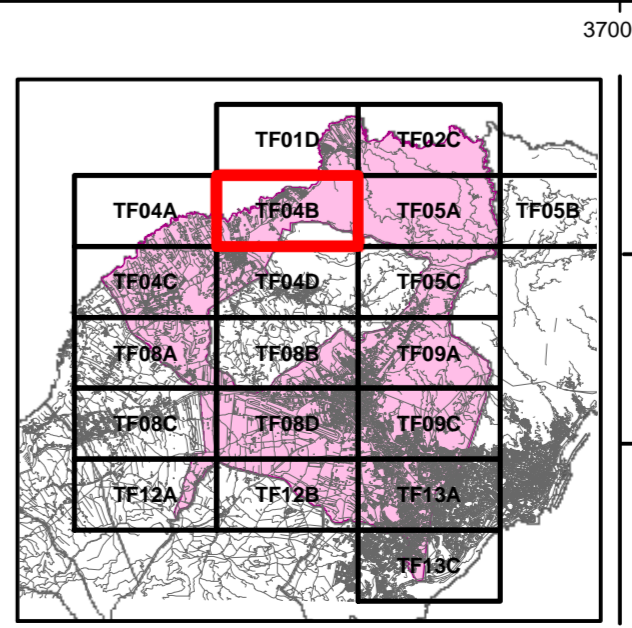 3700
TF01D TF02C
TF04A TF04B TF05A TF05B
TF04C TF04D TF05C
TF08A TF08B TF09A
TF08C TF08D TF09C
TF12A TF12B TF13A
TF13C